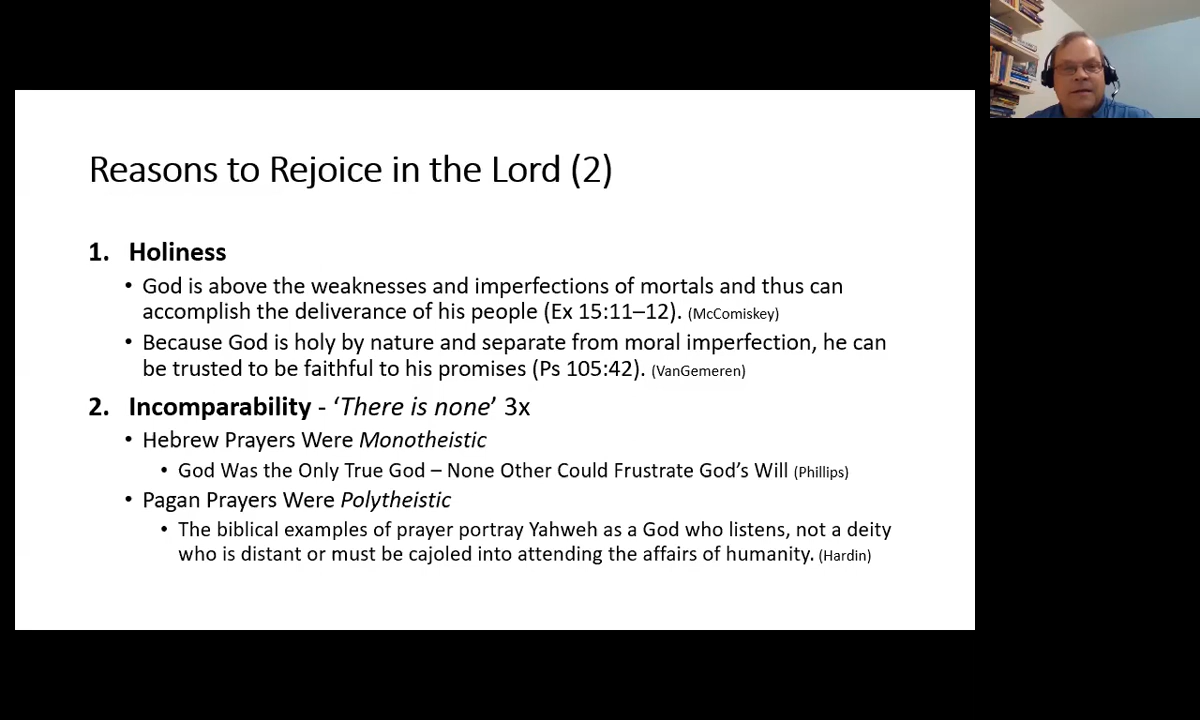 Reasons to Rejoice in the Lord (2)
1. Holiness
• God is above the weaknesses and imperfections of mortals and thus can
accomplish the deliverance of his people (Ex 15:11–12). (McComiskey)
• Because God is holy by nature and separate from moral imperfection, he can
be trusted to be faithful to his promises (Ps 105:42). (VanGemeren)
2. Incomparability - ‘There is none’ 3x
• Hebrew Prayers Were Monotheistic
• God Was the Only True God – None Other Could Frustrate God’s Will (Phillips)
• Pagan Prayers Were Polytheistic
• The biblical examples of prayer portray Yahweh as a God who listens, not a deity
who is distant or must be cajoled into attending the affairs of humanity. (Hardin)